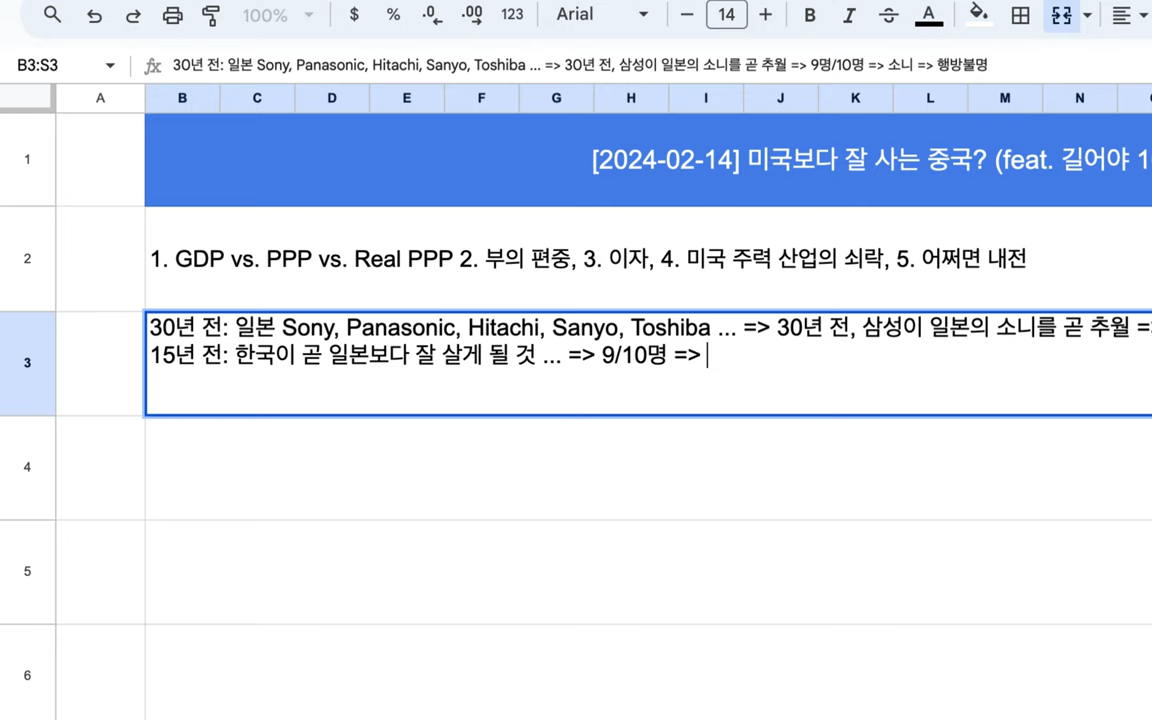 100% $ % .0 .00 123 Arial 14 B I A
B3:S3 fx 30년 전: 일본 Sony, Panasonic, Hitachi, Sanyo, Toshiba ... => 30년 전, 삼성이 일본의 소니를 곧 추월 => 9명/10명 => 소니 => 행방불명
A B C D E F G H I J K L M N
1 [2024-02-14] 미국보다 잘 사는 중국? (feat. 길어야 1
2 1. GDP vs. PPP vs. Real PPP 2. 부의 편중, 3. 이자, 4. 미국 주력 산업의 쇠락, 5. 어쩌면 내전
3 30년 전: 일본 Sony, Panasonic, Hitachi, Sanyo, Toshiba ... => 30년 전, 삼성이 일본의 소니를 곧 추월 =
15년 전: 한국이 곧 일본보다 잘 살게 될 것 ... => 9/10명 =>
4
5
6